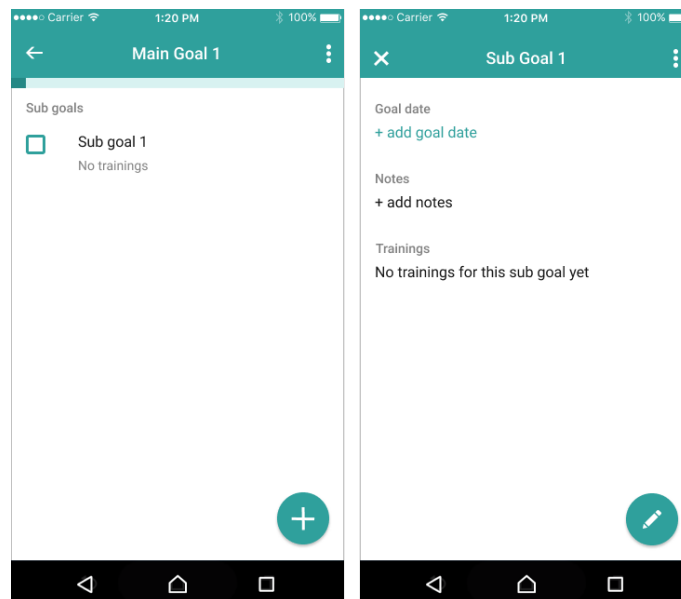 Carrier 1:20 PM 100%
Main Goal 1
Sub goals
Sub goal 1
No trainings
Carrier 1:20 PM 100%
Sub Goal 1
Goal date
+ add goal date
Notes
+ add notes
Trainings
No trainings for this sub goal yet